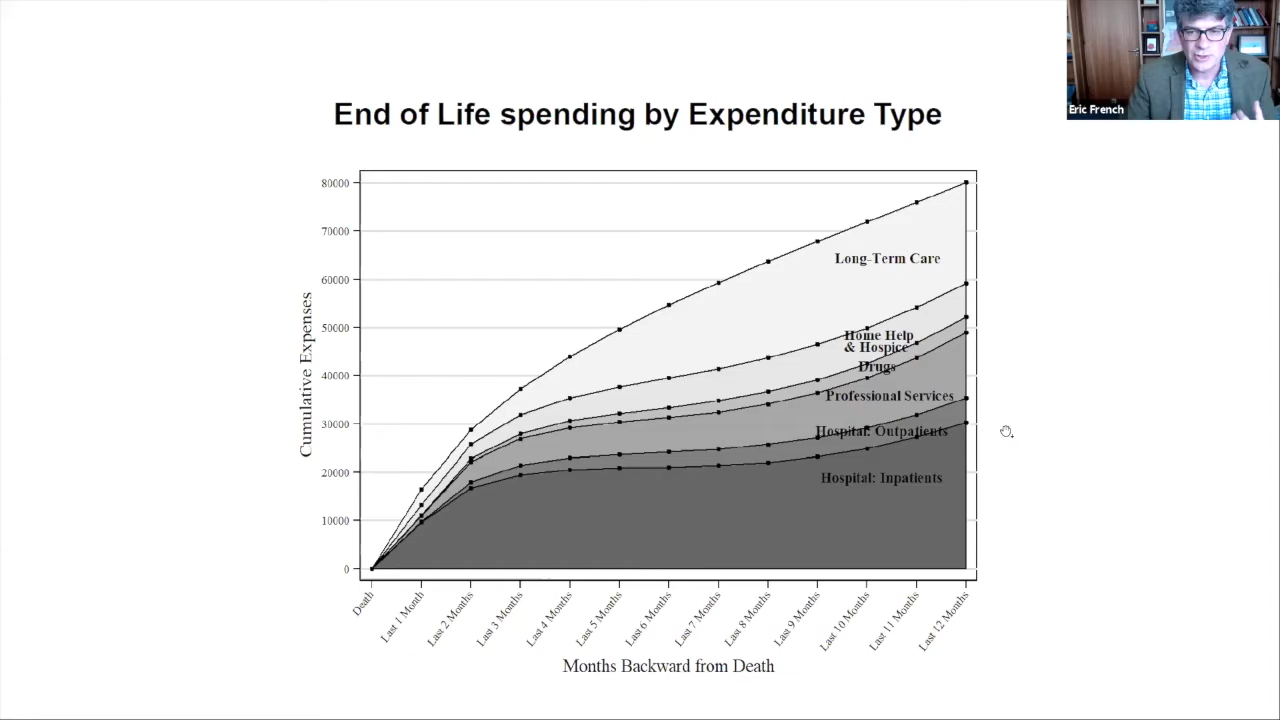 Eric French
End of Life spending by Expenditure Type
80000
70000
60000
50000
40000
30000
20000
10000
0
Cumulative Expenses
Long-Term Care
Home Help
& Hospice
Drugs
Professional Services
Hospital: Outpatients
Hospital: Inpatients
Death
Last 1 Month
Last 2 Months
Last 3 Months
Last 4 Months
Last 5 Months
Last 6 Months
Last 7 Months
Last 8 Months
Last 9 Months
Last 10 Months
Last 11 Months
Last 12 Months
Months Backward from Death